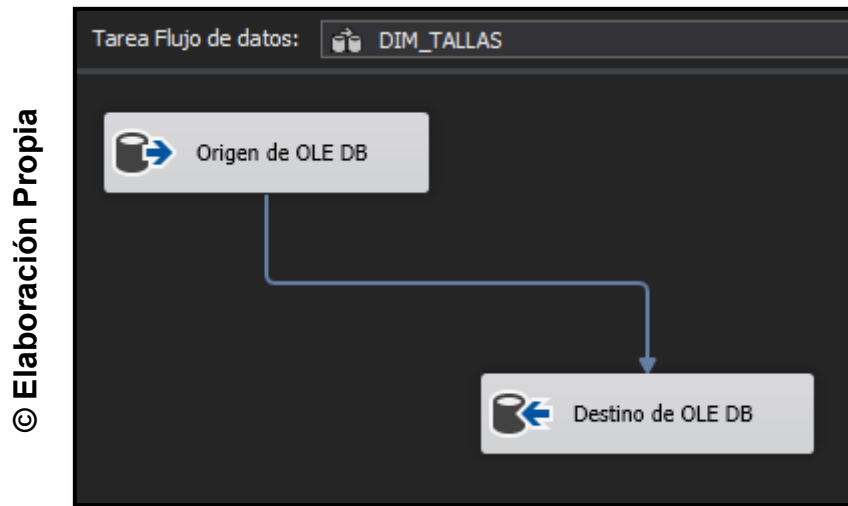 Tarea Flujo de datos: DIM_TALLAS
Origen de OLE DB
Destino de OLE DB
© Elaboración Propia